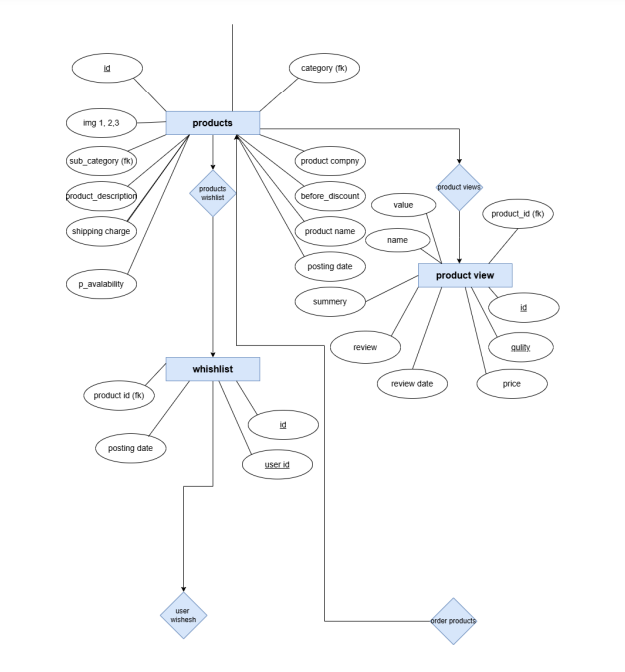 id
category (fk)
img 1, 2,3
products
sub_category (fk)
product compny
product_description
products
wishlist
before_discount
product views
value
product_id (fk)
shipping charge
product name
name
posting date
p_avalability
product view
summery
id
review
qulity
whishlist
review date
price
product id (fk)
id
posting date
user id
user
wishesh
order products